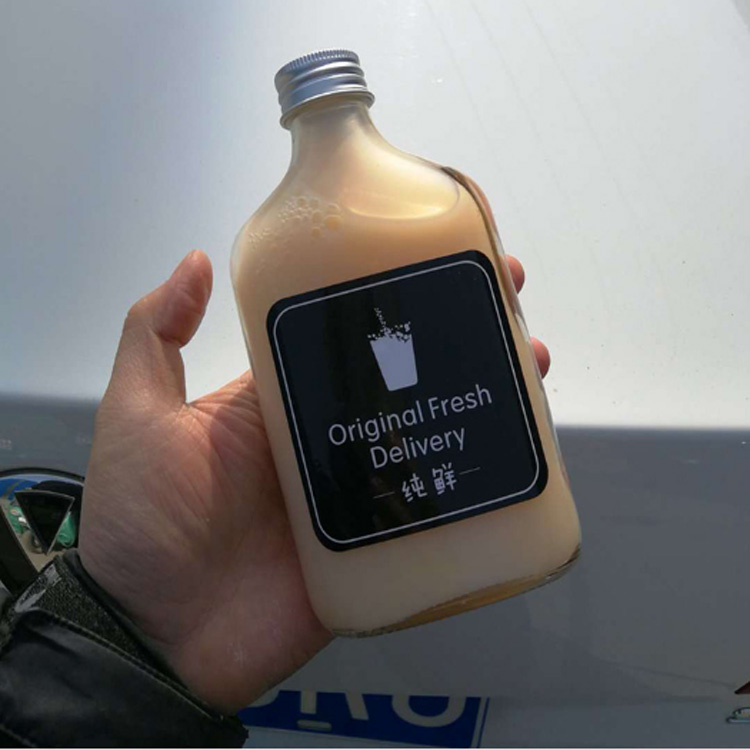 Original Fresh
Delivery
纯鲜